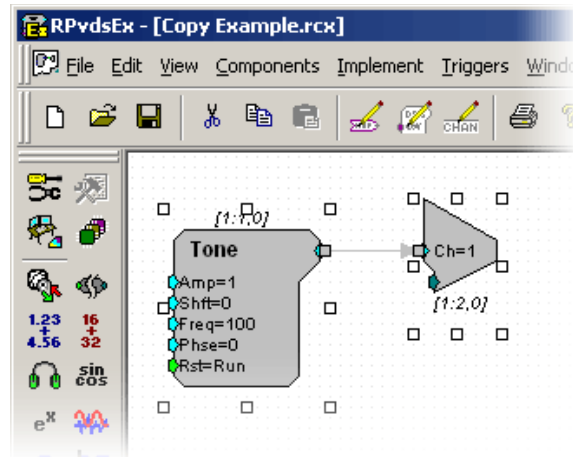 RPvdsEx - [Copy Example.rcx]
File Edit View Components Implement Triggers Windo
CHAN
[1:1,0]
Tone
Amp=1
Shft=0
Freq=100
Phse=0
Rst=Run
Ch=1
[1:2,0]
1.23 16
+ +
4.56 32
sin
cos
eˣ